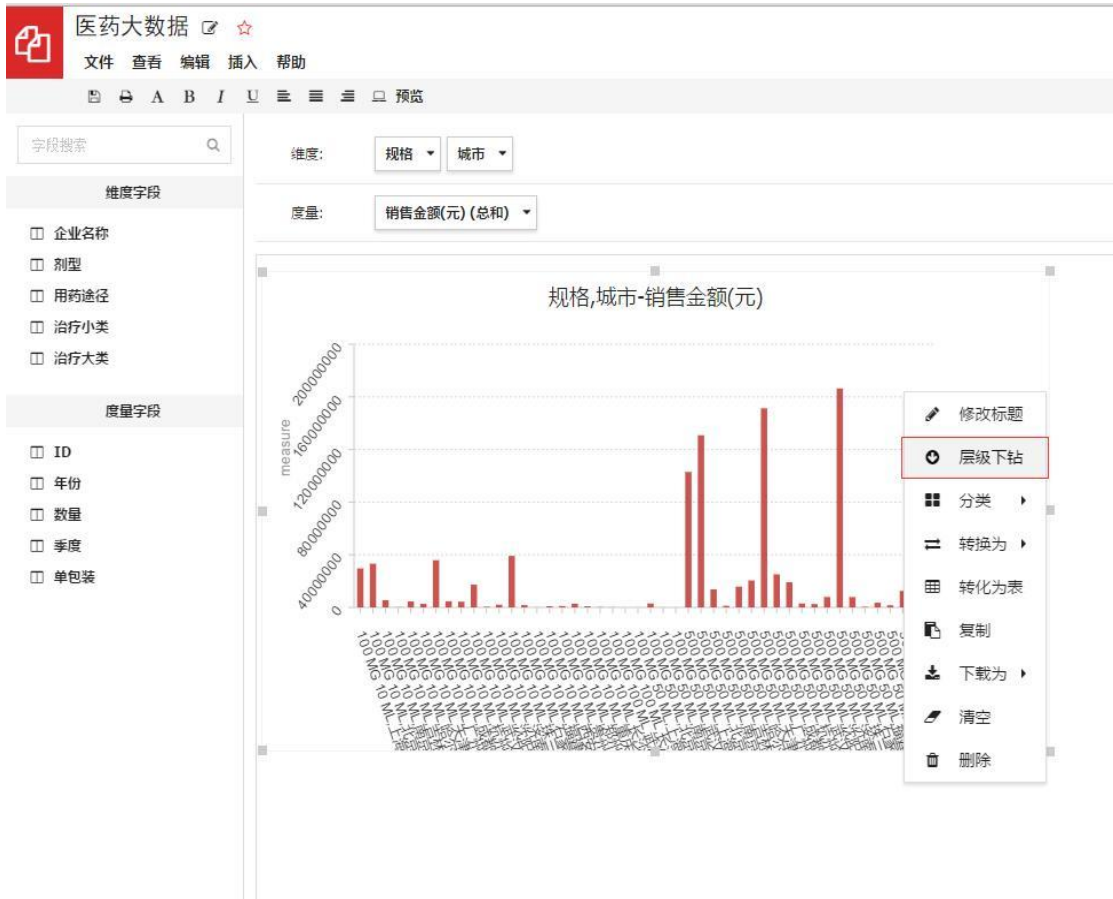 医药大数据
文件 查看 编辑 插入 帮助
A B I U 预览
字段搜索
维度字段
企业名称
剂型
用药途径
治疗小类
治疗大类
度量字段
ID
年份
数量
季度
单包装
维度: 规格 城市
度量: 销售金额(元) (总和)
规格,城市-销售金额(元)
measure
200000000
160000000
120000000
80000000
40000000
0
修改标题
层级下钻
分类
转换为
转化为表
复制
下载为
清空
删除